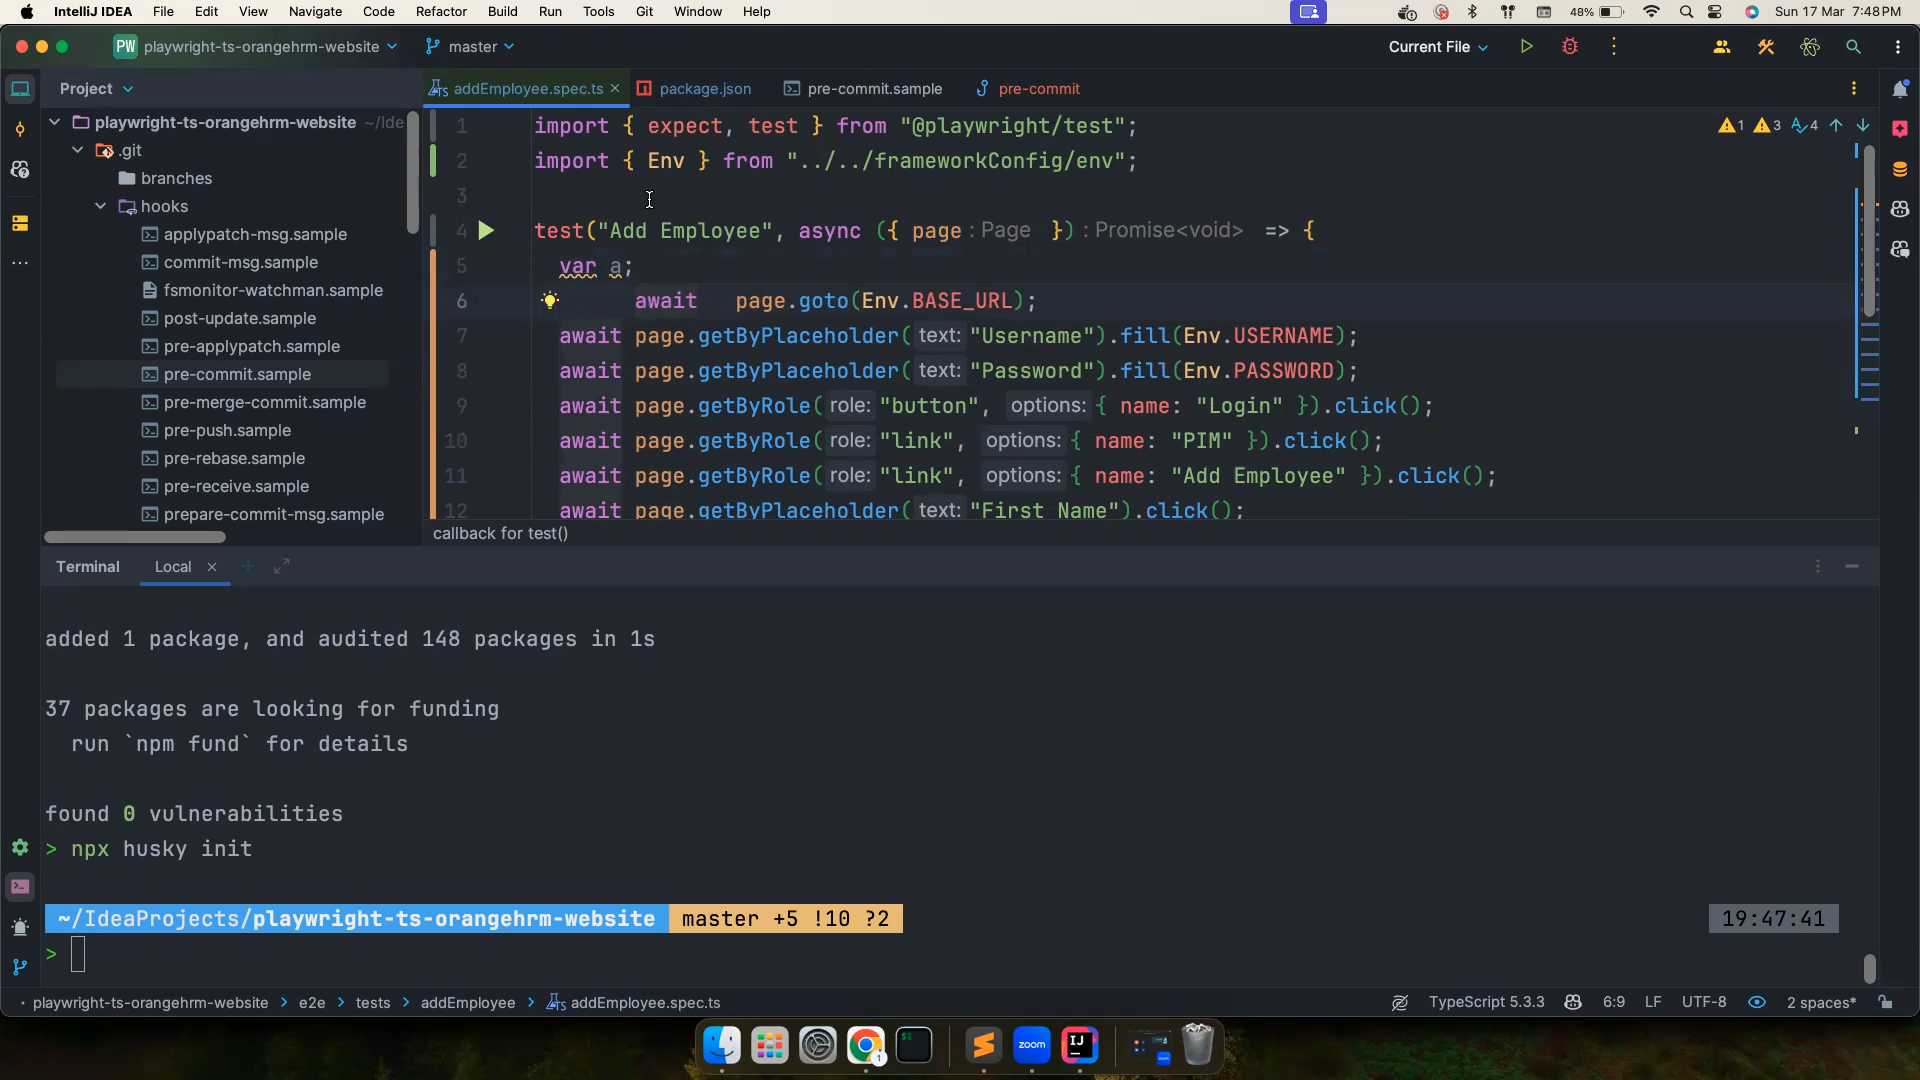 IntelliJ IDEA File Edit View Navigate Code Refactor Build Run Tools Git Window Help 48% Sun 17 Mar 7:48 PM
PW playwright-ts-orangehrm-website master Current File
Project addEmployee.spec.ts package.json pre-commit.sample pre-commit
playwright-ts-orangehrm-website ~/Ide
.git
branches
hooks
applypatch-msg.sample
commit-msg.sample
fsmonitor-watchman.sample
post-update.sample
pre-applypatch.sample
pre-commit.sample
pre-merge-commit.sample
pre-push.sample
pre-rebase.sample
pre-receive.sample
prepare-commit-msg.sample
1 import { expect, test } from "@playwright/test"; 1 3 4
2 import { Env } from "../../frameworkConfig/env";
3
4 test("Add Employee", async ({ page : Page }) : Promise<void> => {
5 var a;
6 await page.goto(Env.BASE_URL);
7 await page.getByPlaceholder( text: "Username").fill(Env.USERNAME);
8 await page.getByPlaceholder( text: "Password").fill(Env.PASSWORD);
9 await page.getByRole( role: "button", options: { name: "Login" }).click();
10 await page.getByRole( role: "link", options: { name: "PIM" }).click();
11 await page.getByRole( role: "link", options: { name: "Add Employee" }).click();
12 await page.getByPlaceholder( text: "First Name").click();
callback for test()
Terminal Local
added 1 package, and audited 148 packages in 1s
37 packages are looking for funding
run `npm fund` for details
found 0 vulnerabilities
> npx husky init
~/IdeaProjects/playwright-ts-orangehrm-website master +5 !10 ?2 19:47:41
>
playwright-ts-orangehrm-website > e2e > tests > addEmployee > addEmployee.spec.ts TypeScript 5.3.3 6:9 LF UTF-8 2 spaces*
zoom IJ